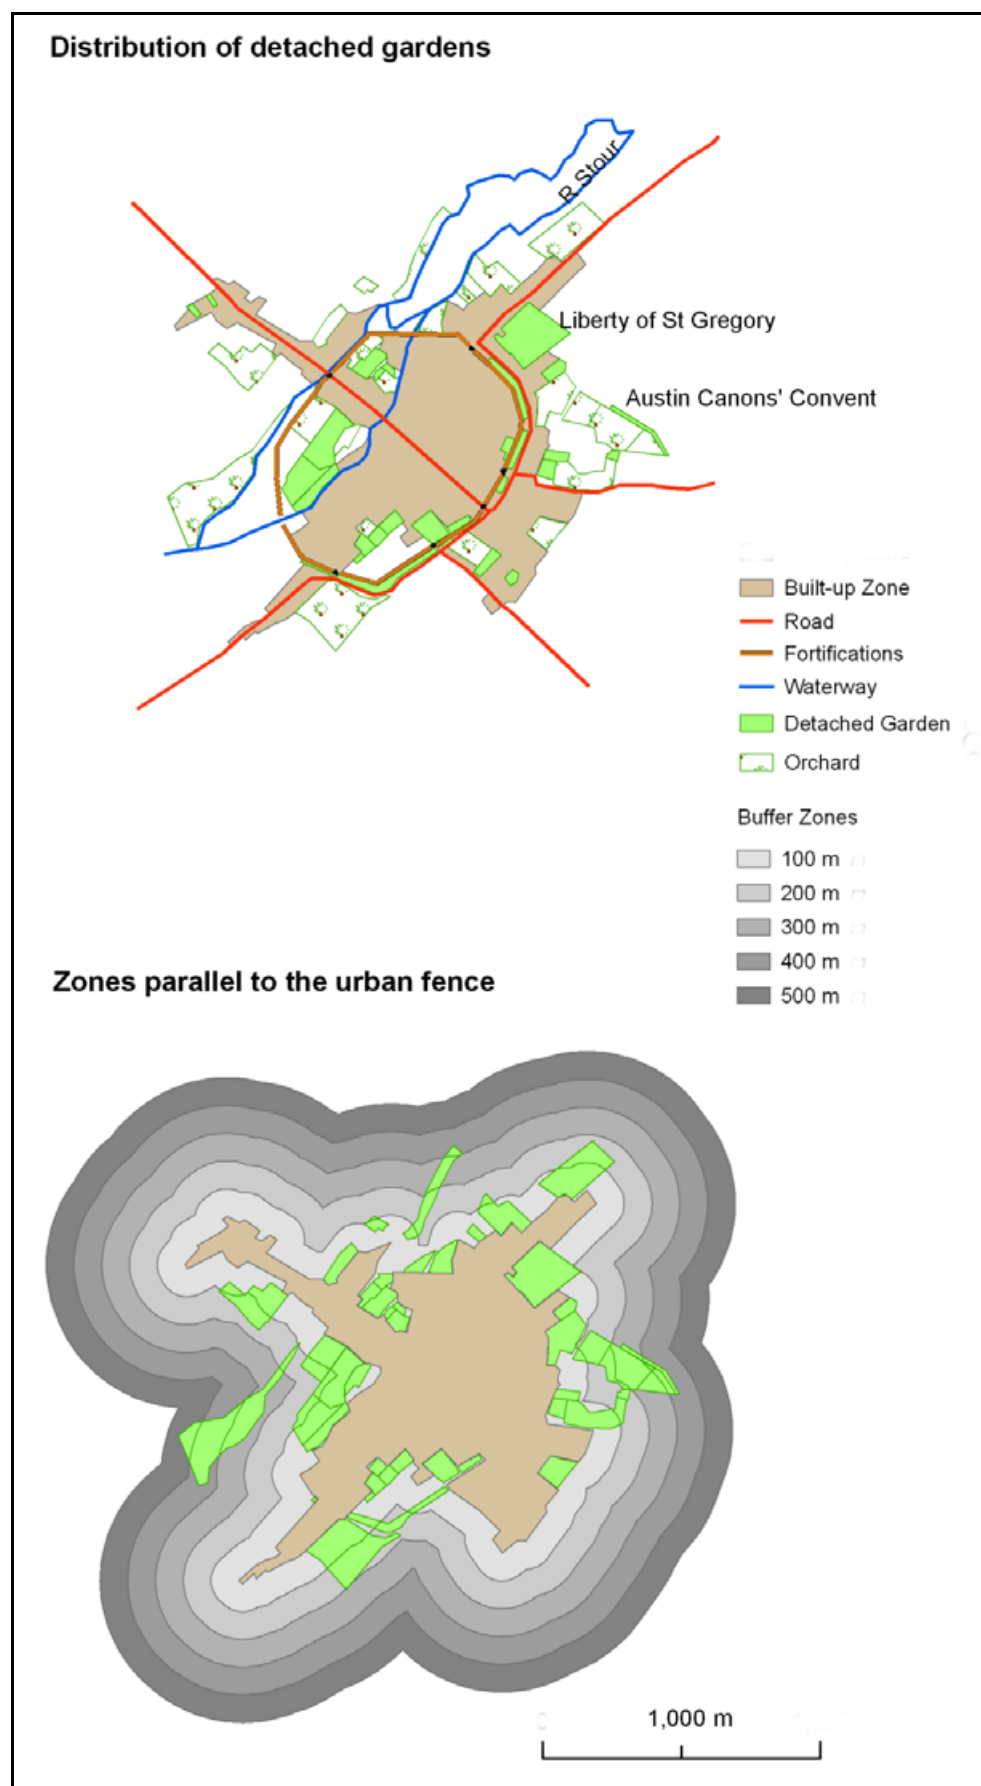 Distribution of detached gardens
R Stour
Liberty of St Gregory
Austin Canons' Convent
Built-up Zone
Road
Fortifications
Waterway
Detached Garden
Orchard
Buffer Zones
100 m
200 m
300 m
400 m
500 m
Zones parallel to the urban fence
1,000 m